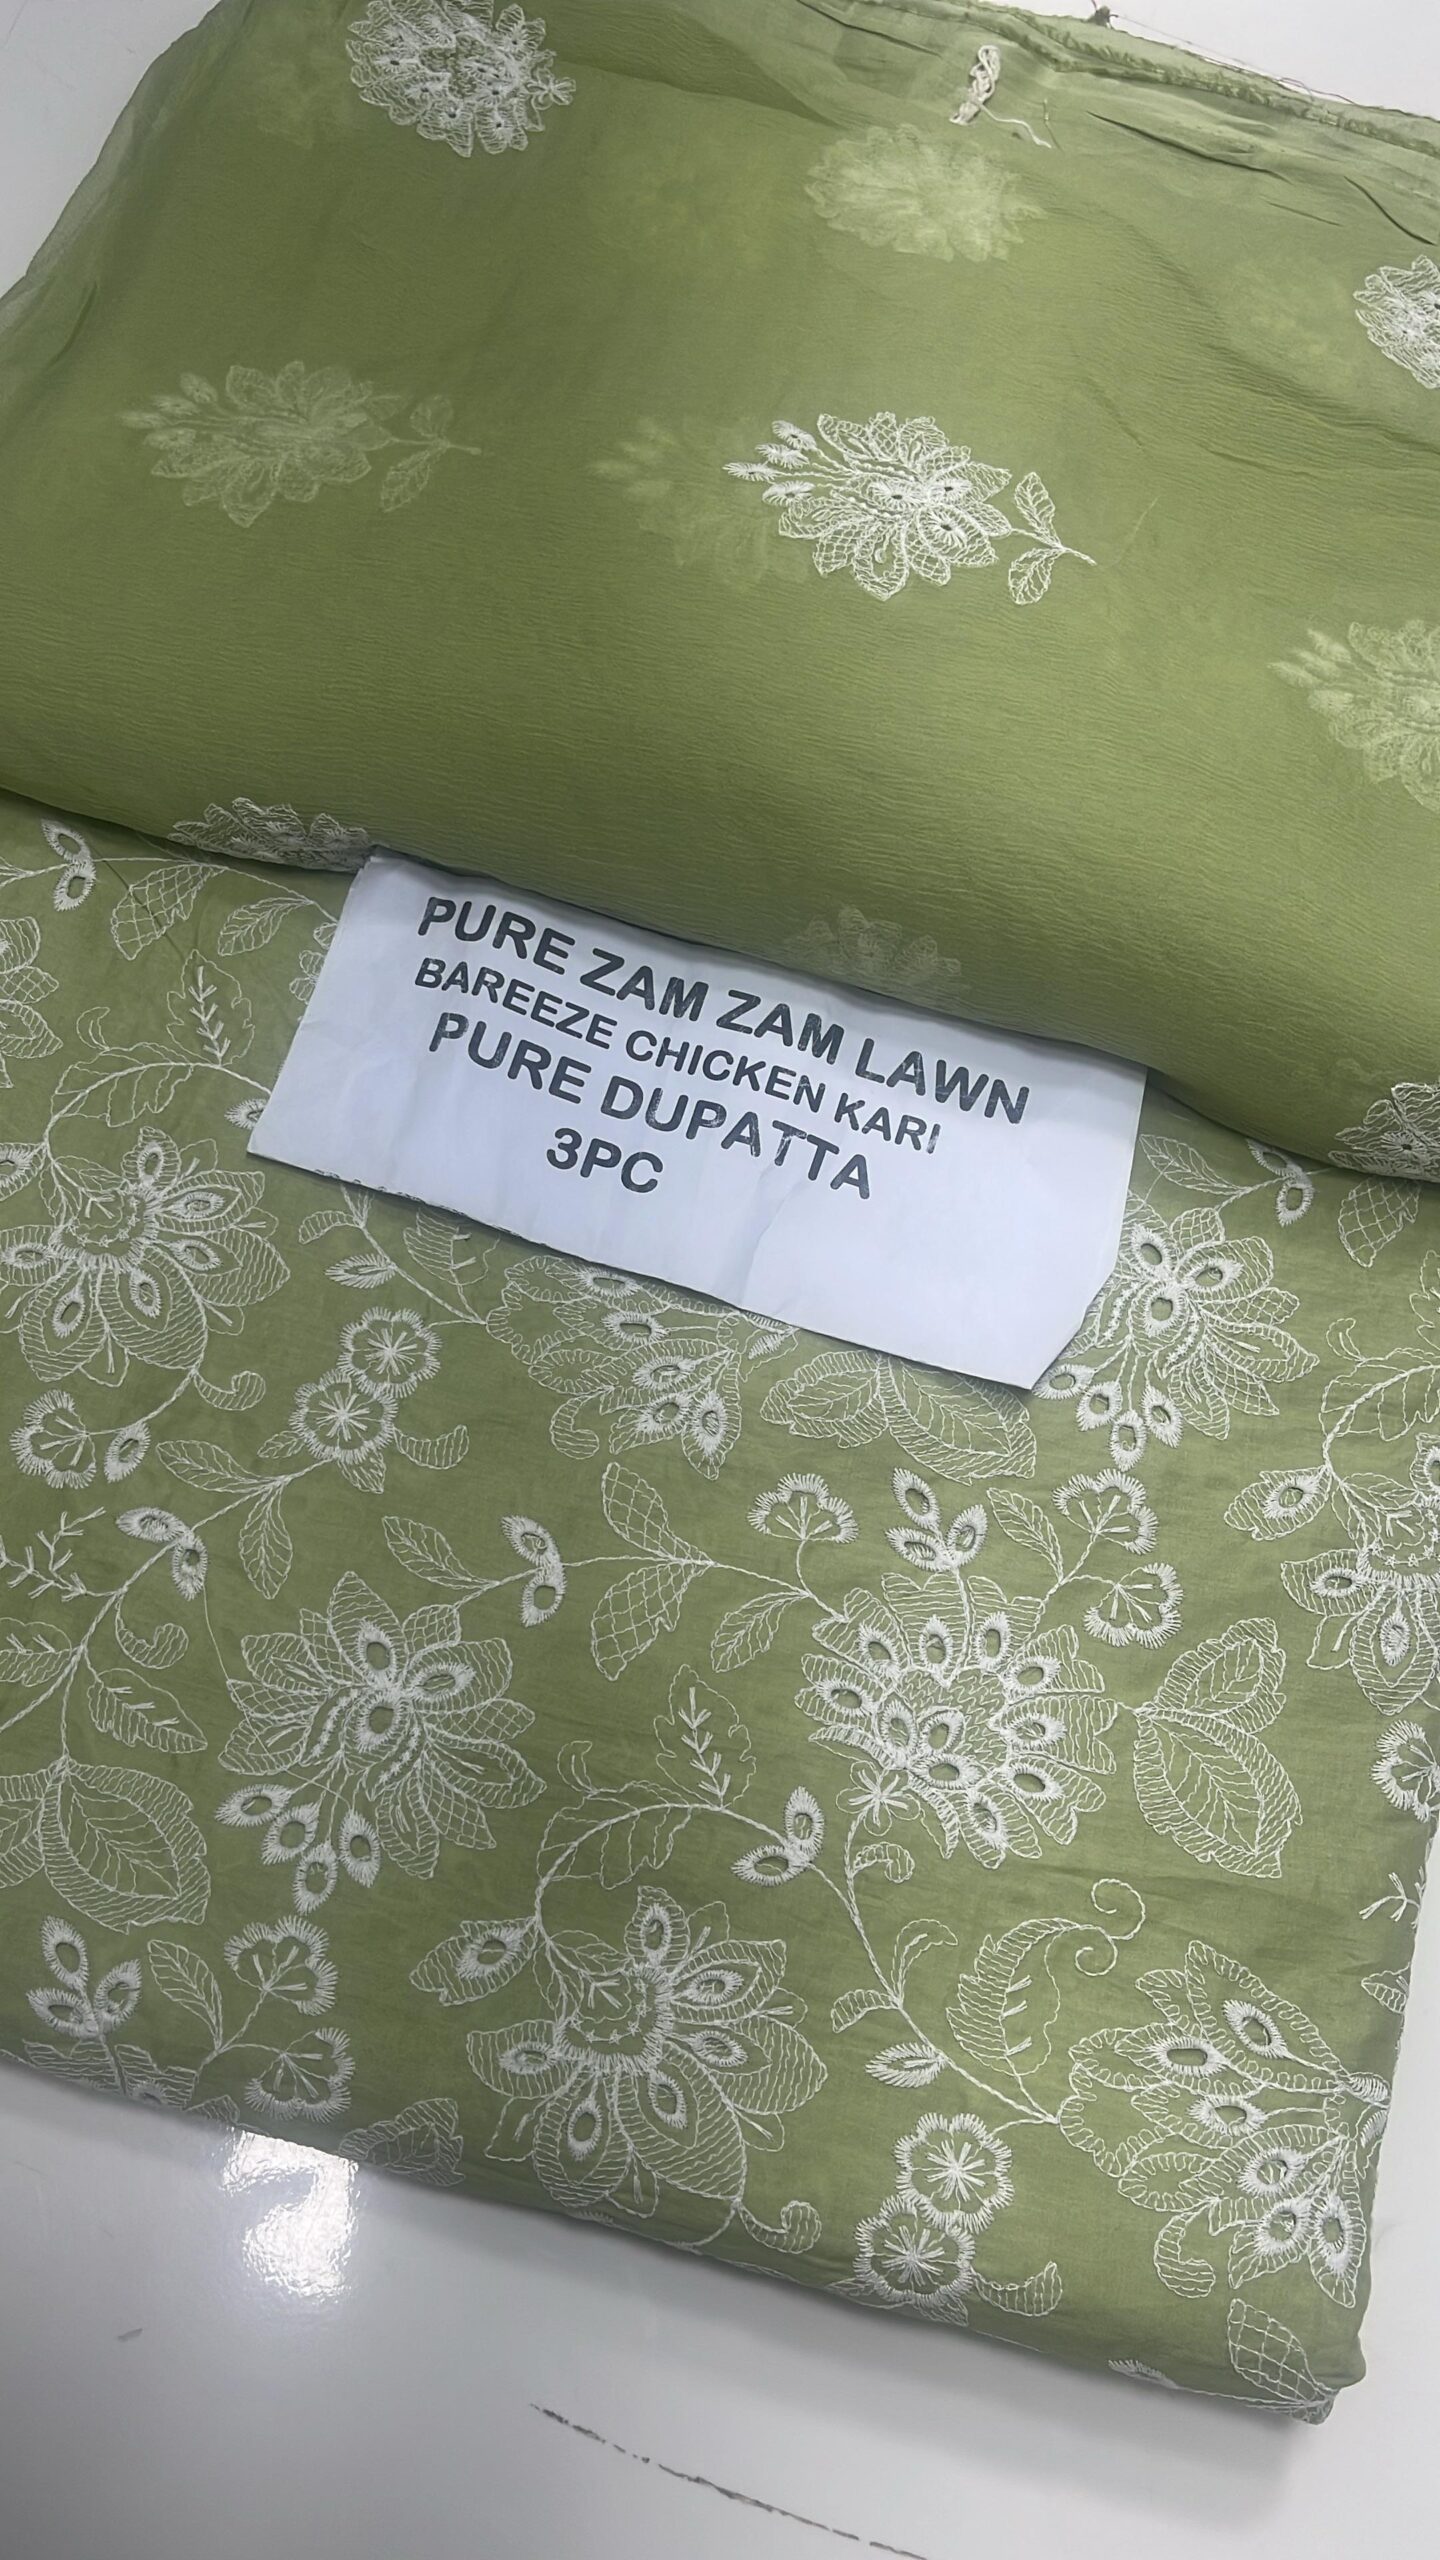 PURE ZAM ZAM LAWN
BAREEZE CHICKEN KARI
PURE DUPATTA
3PC